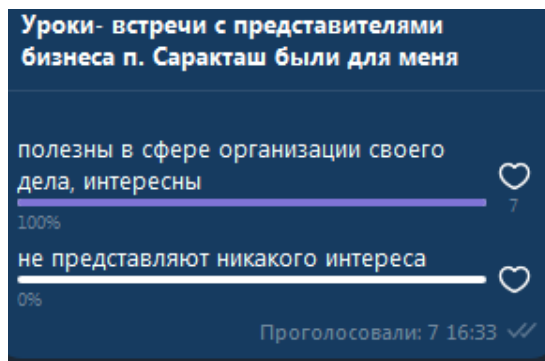 Уроки- встречи с представителями
бизнеса п. Саракташ были для меня
полезны в сфере организации своего
дела, интересны
7
100%
не представляют никакого интереса
0%
Проголосовали: 7 16:33